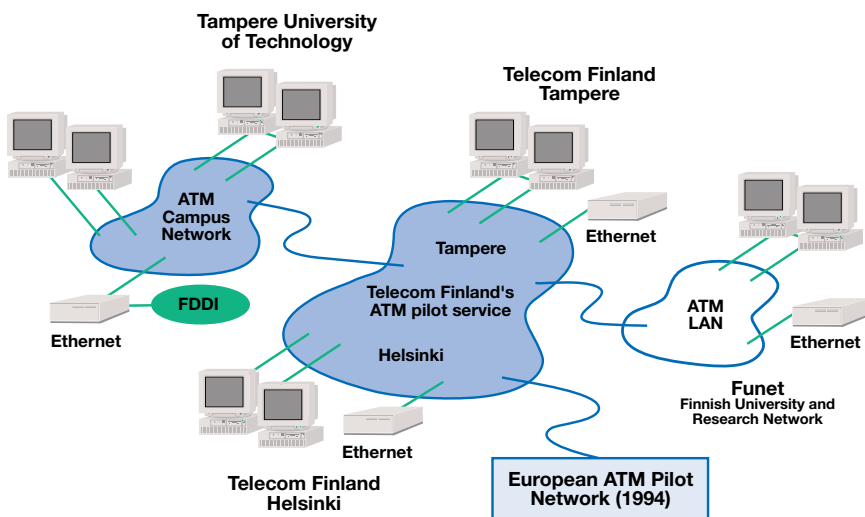 Tampere University
of Technology
Telecom Finland
Tampere
ATM
Campus
Network
Ethernet
Tampere
FDDI
Ethernet
Telecom Finland's
ATM pilot service
ATM
LAN
Ethernet
Helsinki
Funet
Finnish University and
Research Network
Ethernet
Telecom Finland
Helsinki
European ATM Pilot
Network (1994)